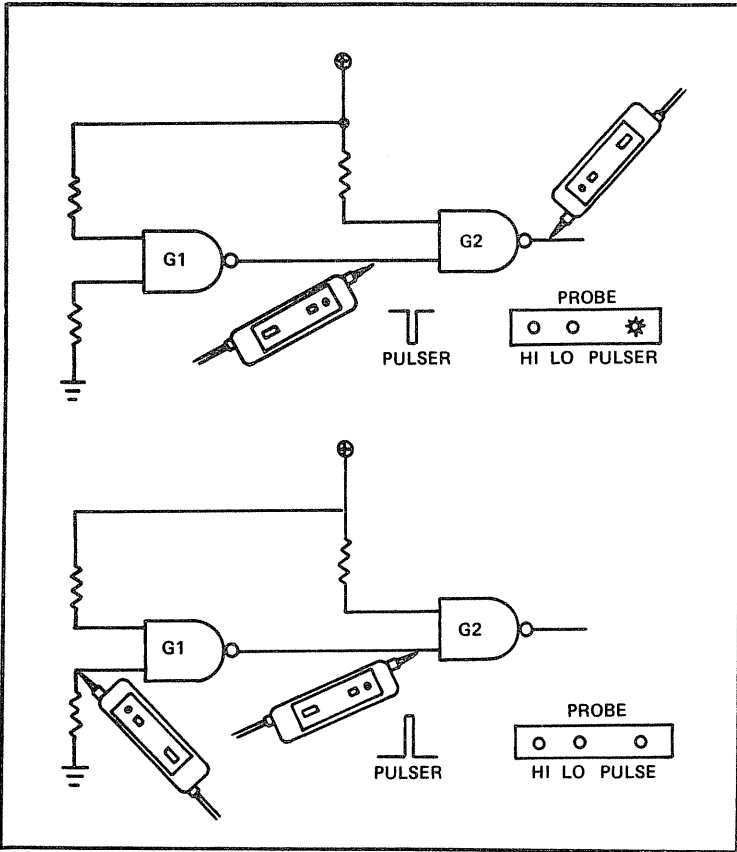 G1
G2
PULSER
PROBE
HI LO PULSER
G1
G2
PULSER
PROBE
HI LO PULSE